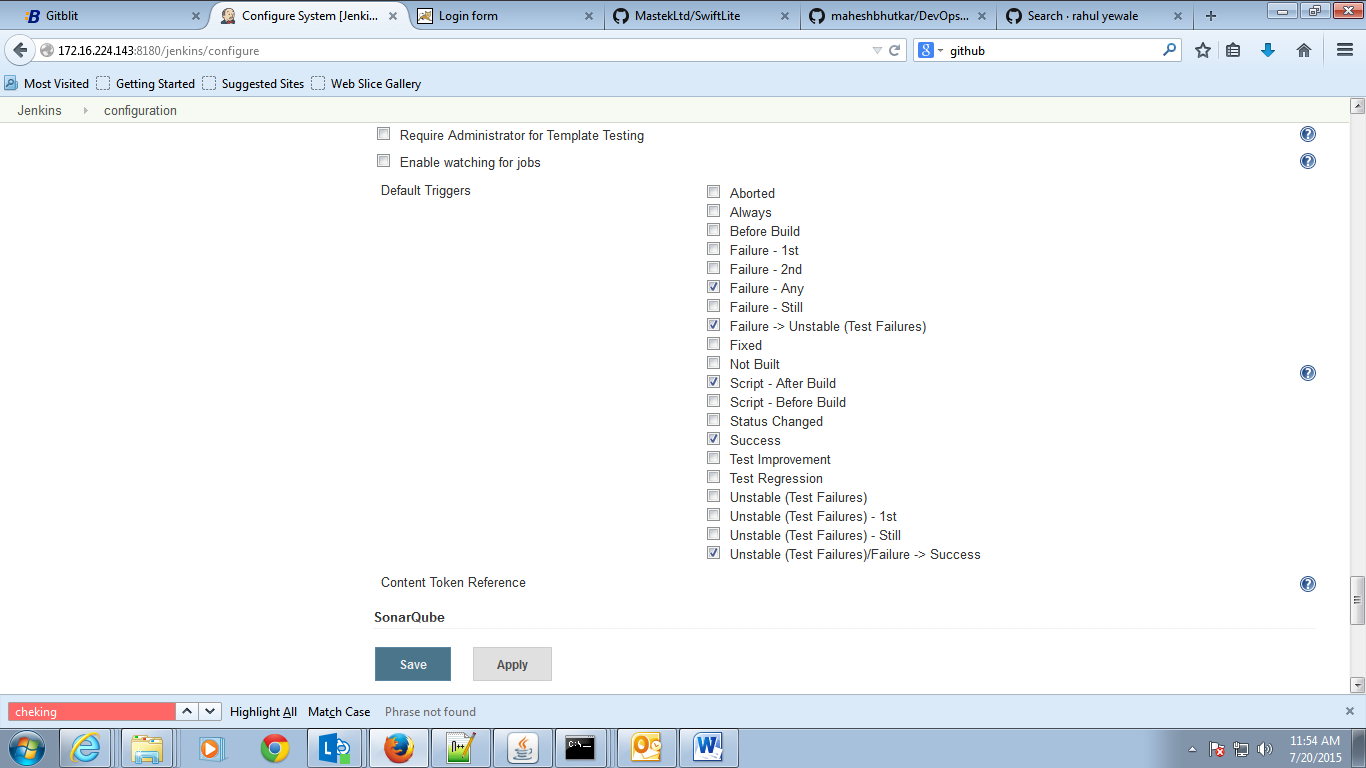 Gitblit
Configure System [Jenki...
Login form
MastekLtd/SwiftLite
maheshbhutkar/DevOps...
Search · rahul yewale
172.16.224.143:8180/jenkins/configure
github
Most Visited
Getting Started
Suggested Sites
Web Slice Gallery
Jenkins
configuration
Require Administrator for Template Testing
Enable watching for jobs
Default Triggers
Aborted
Always
Before Build
Failure - 1st
Failure - 2nd
Failure - Any
Failure - Still
Failure -> Unstable (Test Failures)
Fixed
Not Built
Script - After Build
Script - Before Build
Status Changed
Success
Test Improvement
Test Regression
Unstable (Test Failures)
Unstable (Test Failures) - 1st
Unstable (Test Failures) - Still
Unstable (Test Failures)/Failure -> Success
Content Token Reference
SonarQube
Save
Apply
cheking
Highlight All
Match Case
Phrase not found
11:54 AM
7/20/2015